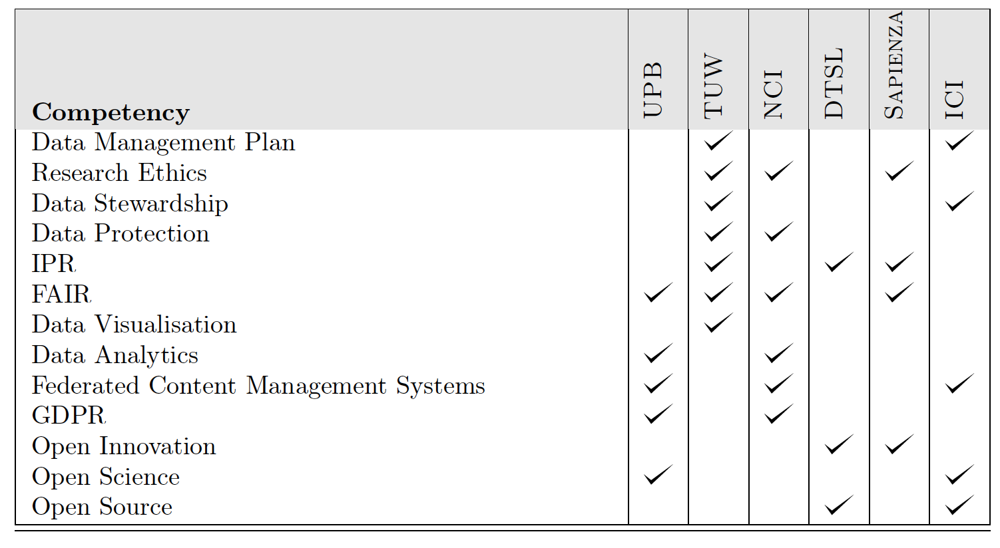 Competency UPB TUW NCI DTSL SAPIENZA ICI
Data Management Plan ✓ ✓
Research Ethics ✓ ✓ ✓
Data Stewardship ✓ ✓
Data Protection ✓ ✓
IPR ✓ ✓ ✓
FAIR ✓ ✓ ✓ ✓
Data Visualisation ✓
Data Analytics ✓ ✓
Federated Content Management Systems ✓ ✓ ✓
GDPR ✓ ✓
Open Innovation ✓ ✓
Open Science ✓ ✓
Open Source ✓ ✓